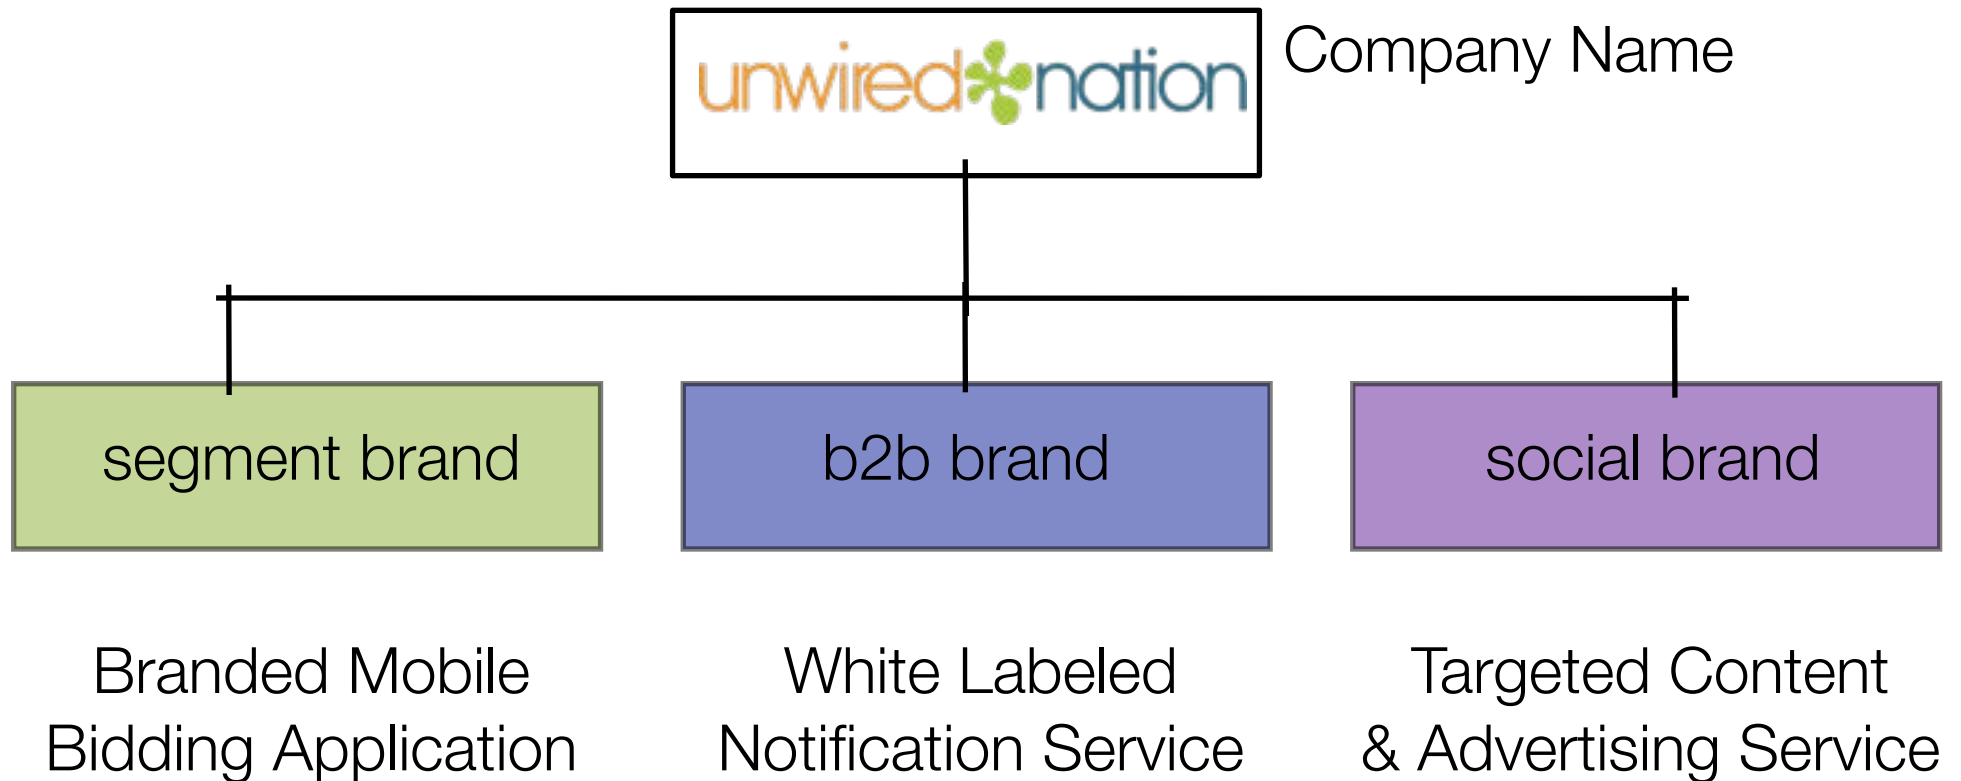 unwired nation
Company Name
segment brand
b2b brand
social brand
Branded Mobile
Bidding Application
White Labeled
Notification Service
Targeted Content
& Advertising Service